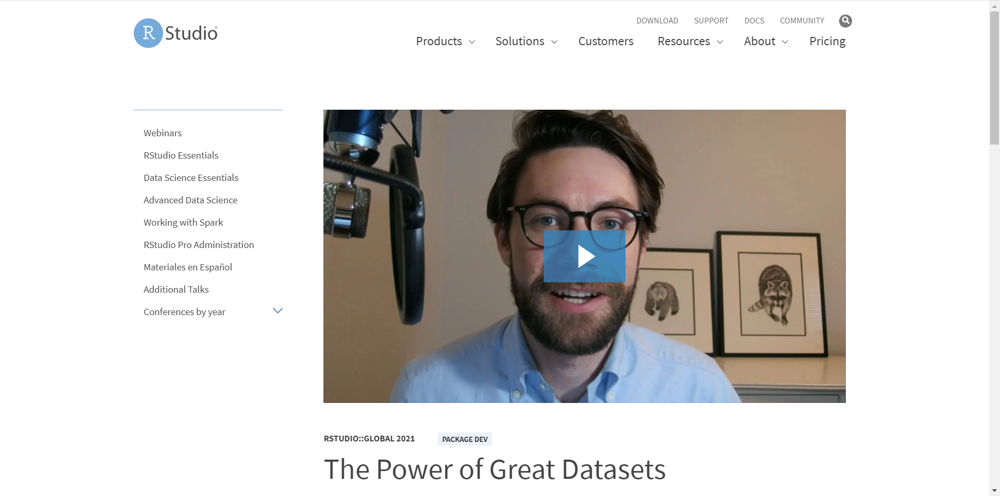 R Studio®
DOWNLOAD SUPPORT DOCS COMMUNITY
Products Solutions Customers Resources About Pricing
Webinars
RStudio Essentials
Data Science Essentials
Advanced Data Science
Working with Spark
RStudio Pro Administration
Materiales en Español
Additional Talks
Conferences by year
RSTUDIO::GLOBAL 2021 PACKAGE DEV
The Power of Great Datasets